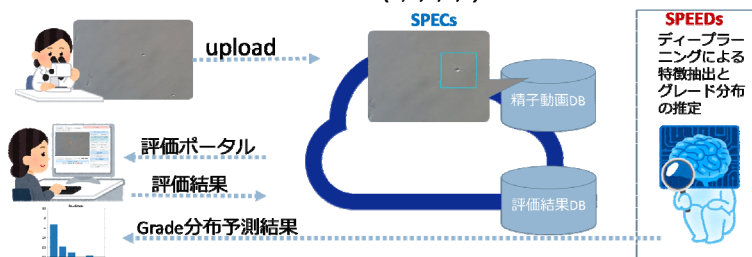 SPECs
SPEEDs
upload
ディープラー
ニングによる
特徴抽出と
グレード分布
の推定
精子動画DB
評価ポータル
評価結果
評価結果DB
Grade分布予測結果